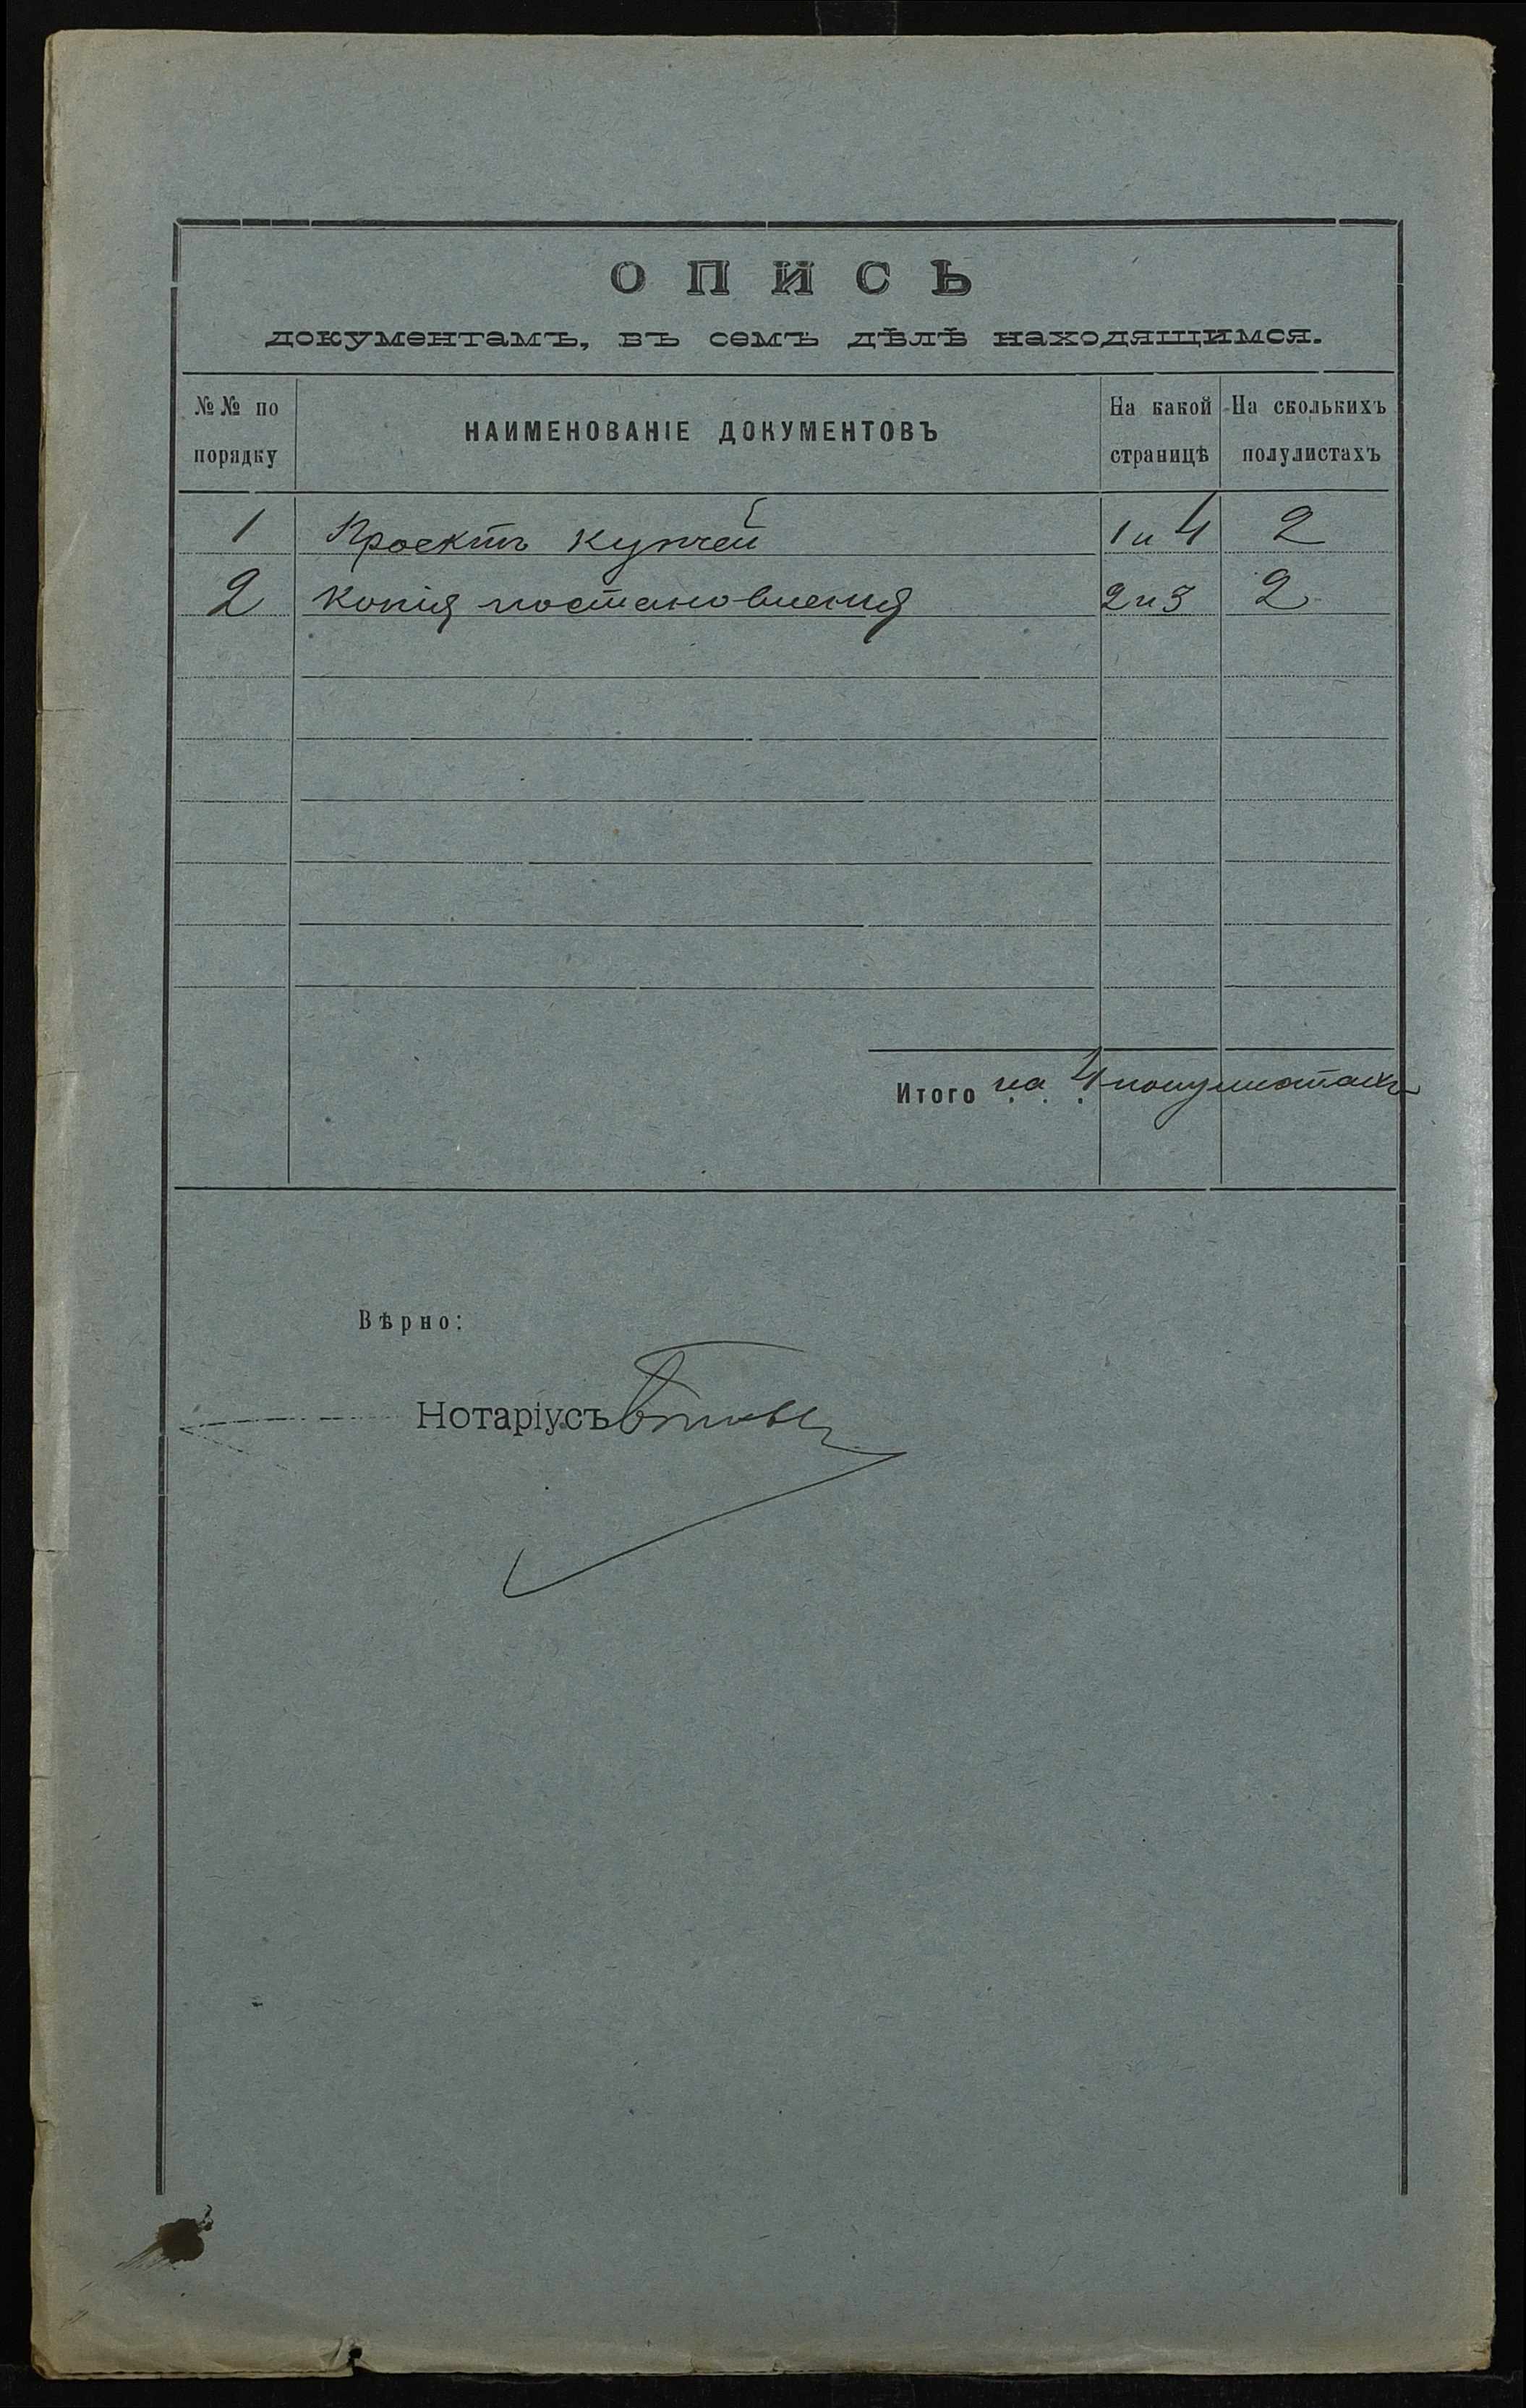 ОПИСЬ
документамъ, въ семъ дѣлѣ находящимся.
№№ по порядку НАИМЕНОВАНІЕ ДОКУМЕНТОВЪ На какой страницѣ На сколькихъ полулистахъ
1 Проектъ купчей 1 и 4 2
2 Копія постановленія 2 и 3 2
Итого на 4 полулистахъ
Вѣрно:
Нотаріусъ